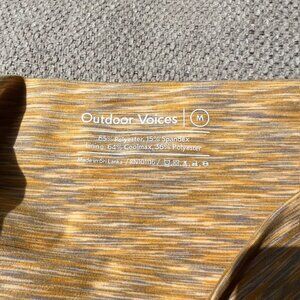 Outdoor Voices | M
85% Polyester, 15% Spandex
Lining: 64% Coolmax, 36% Polyester
Made in Sri Lanka /